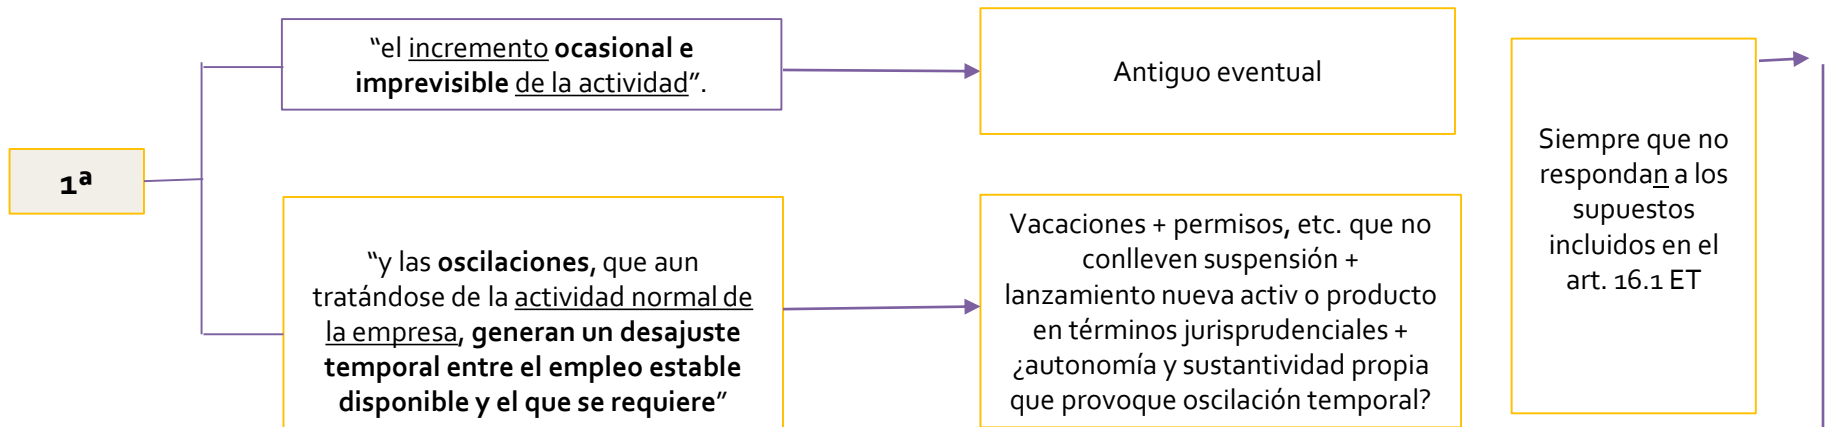 1ª
“el incremento ocasional e
imprevisible de la actividad”.
Antiguo eventual
“y las oscilaciones, que aun
tratándose de la actividad normal de
la empresa, generan un desajuste
temporal entre el empleo estable
disponible y el que se requiere”
Vacaciones + permisos, etc. que no
conlleven suspensión +
lanzamiento nueva activ o producto
en términos jurisprudenciales +
¿autonomía y sustantividad propia
que provoque oscilación temporal?
Siempre que no
respondan a los
supuestos
incluidos en el
art. 16.1 ET